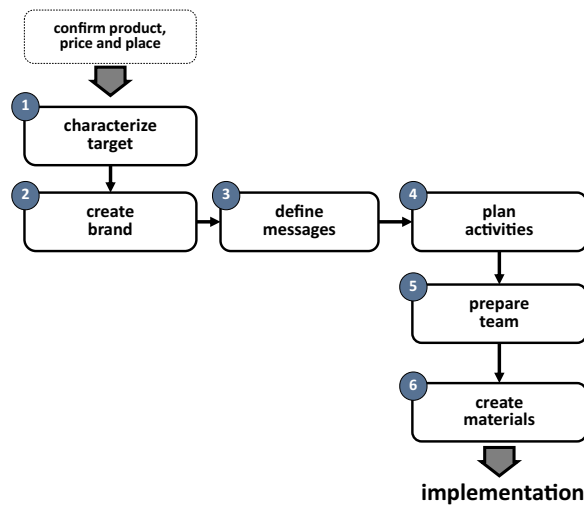 confirm product,
price and place
1
characterize
target
2
create
brand
3
define
messages
4
plan
activities
5
prepare
team
6
create
materials
implementation